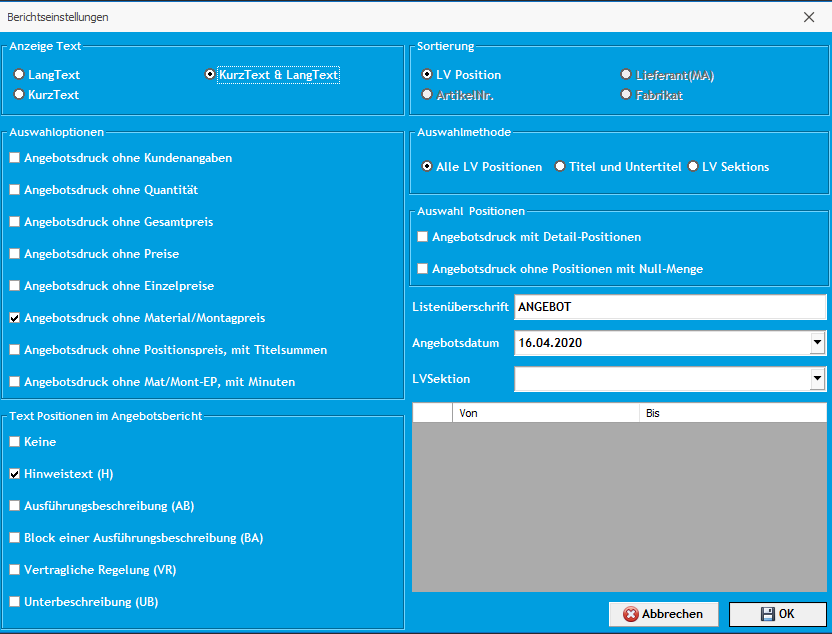 Berichtseinstellungen
Anzeige Text
LangText
KurzText & LangText
KurzText
Sortierung
LV Position
Lieferant(MA)
ArtikelNr.
Fabrikat
Auswahloptionen
Angebotsdruck ohne Kundenangaben
Angebotsdruck ohne Quantität
Angebotsdruck ohne Gesamtpreis
Angebotsdruck ohne Preise
Angebotsdruck ohne Einzelpreise
Angebotsdruck ohne Material/Montagpreis
Angebotsdruck ohne Positionspreis, mit Titelsummen
Angebotsdruck ohne Mat/Mont-EP, mit Minuten
Auswahlmethode
Alle LV Positionen
Titel und Untertitel
LV Sektions
Auswahl Positionen
Angebotsdruck mit Detail-Positionen
Angebotsdruck ohne Positionen mit Null-Menge
Listenüberschrift ANGEBOT
Angebotsdatum 16.04.2020
LVSektion
Von Bis
Text Positionen im Angebotsbericht
Keine
Hinweistext (H)
Ausführungsbeschreibung (AB)
Block einer Ausführungsbeschreibung (BA)
Vertragliche Regelung (VR)
Unterbeschreibung (UB)
Abbrechen
OK